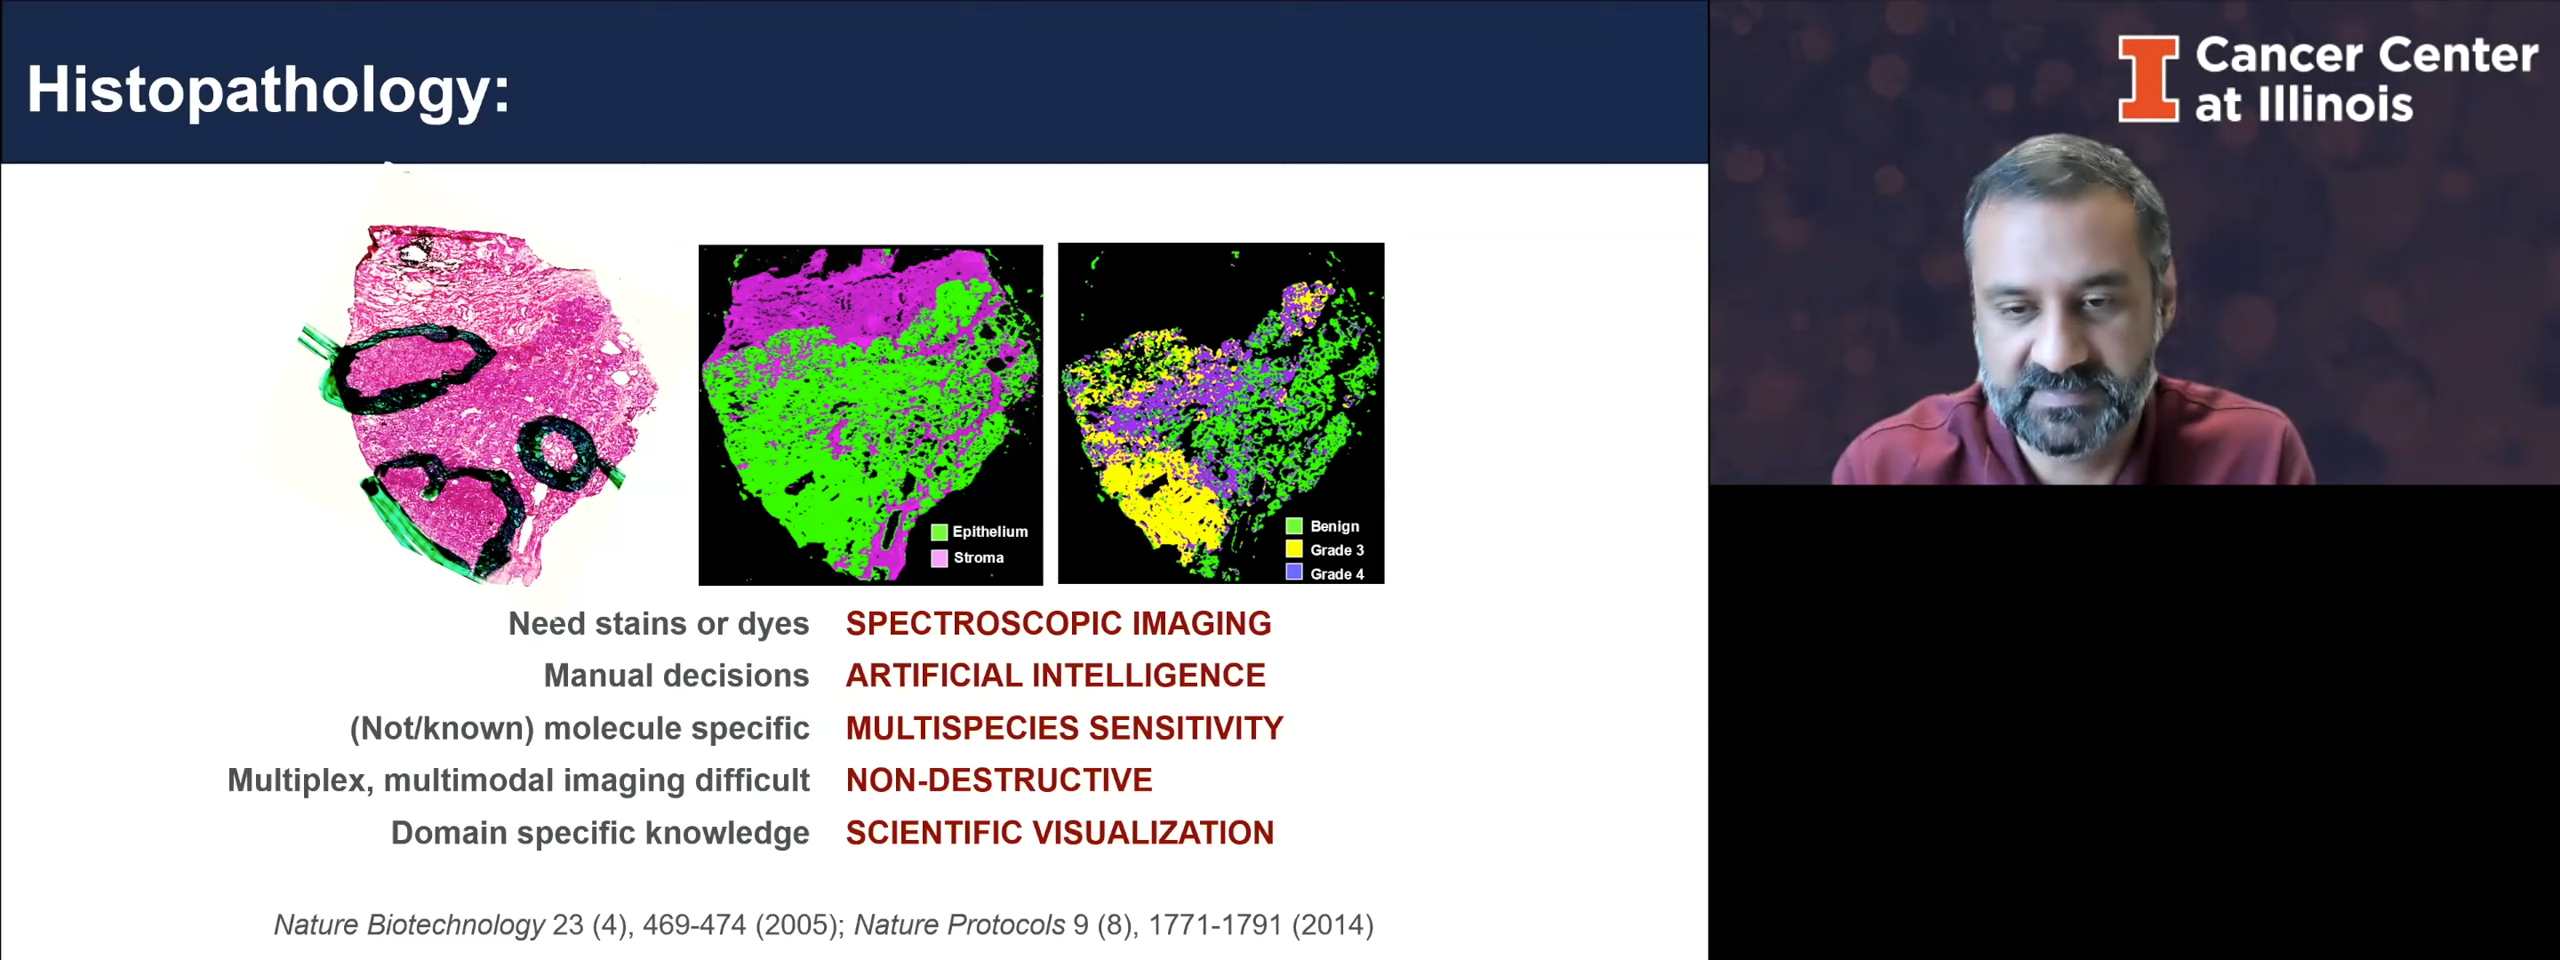 Histopathology:
Cancer Center
at Illinois
Epithelium
Stroma
Benign
Grade 3
Grade 4
Need stains or dyes SPECTROSCOPIC IMAGING
Manual decisions ARTIFICIAL INTELLIGENCE
(Not/known) molecule specific MULTISPECIES SENSITIVITY
Multiplex, multimodal imaging difficult NON-DESTRUCTIVE
Domain specific knowledge SCIENTIFIC VISUALIZATION
Nature Biotechnology 23 (4), 469-474 (2005); Nature Protocols 9 (8), 1771-1791 (2014)